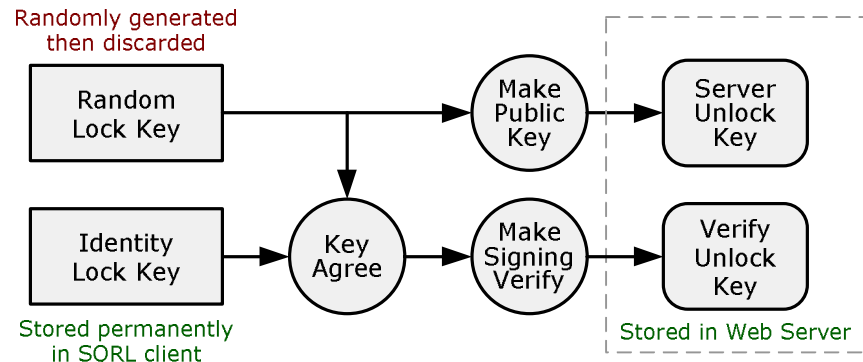 Randomly generated
then discarded
Random
Lock Key
Make
Public
Key
Server
Unlock
Key
Identity
Lock Key
Key
Agree
Make
Signing
Verify
Verify
Unlock
Key
Stored permanently
in SORL client
Stored in Web Server